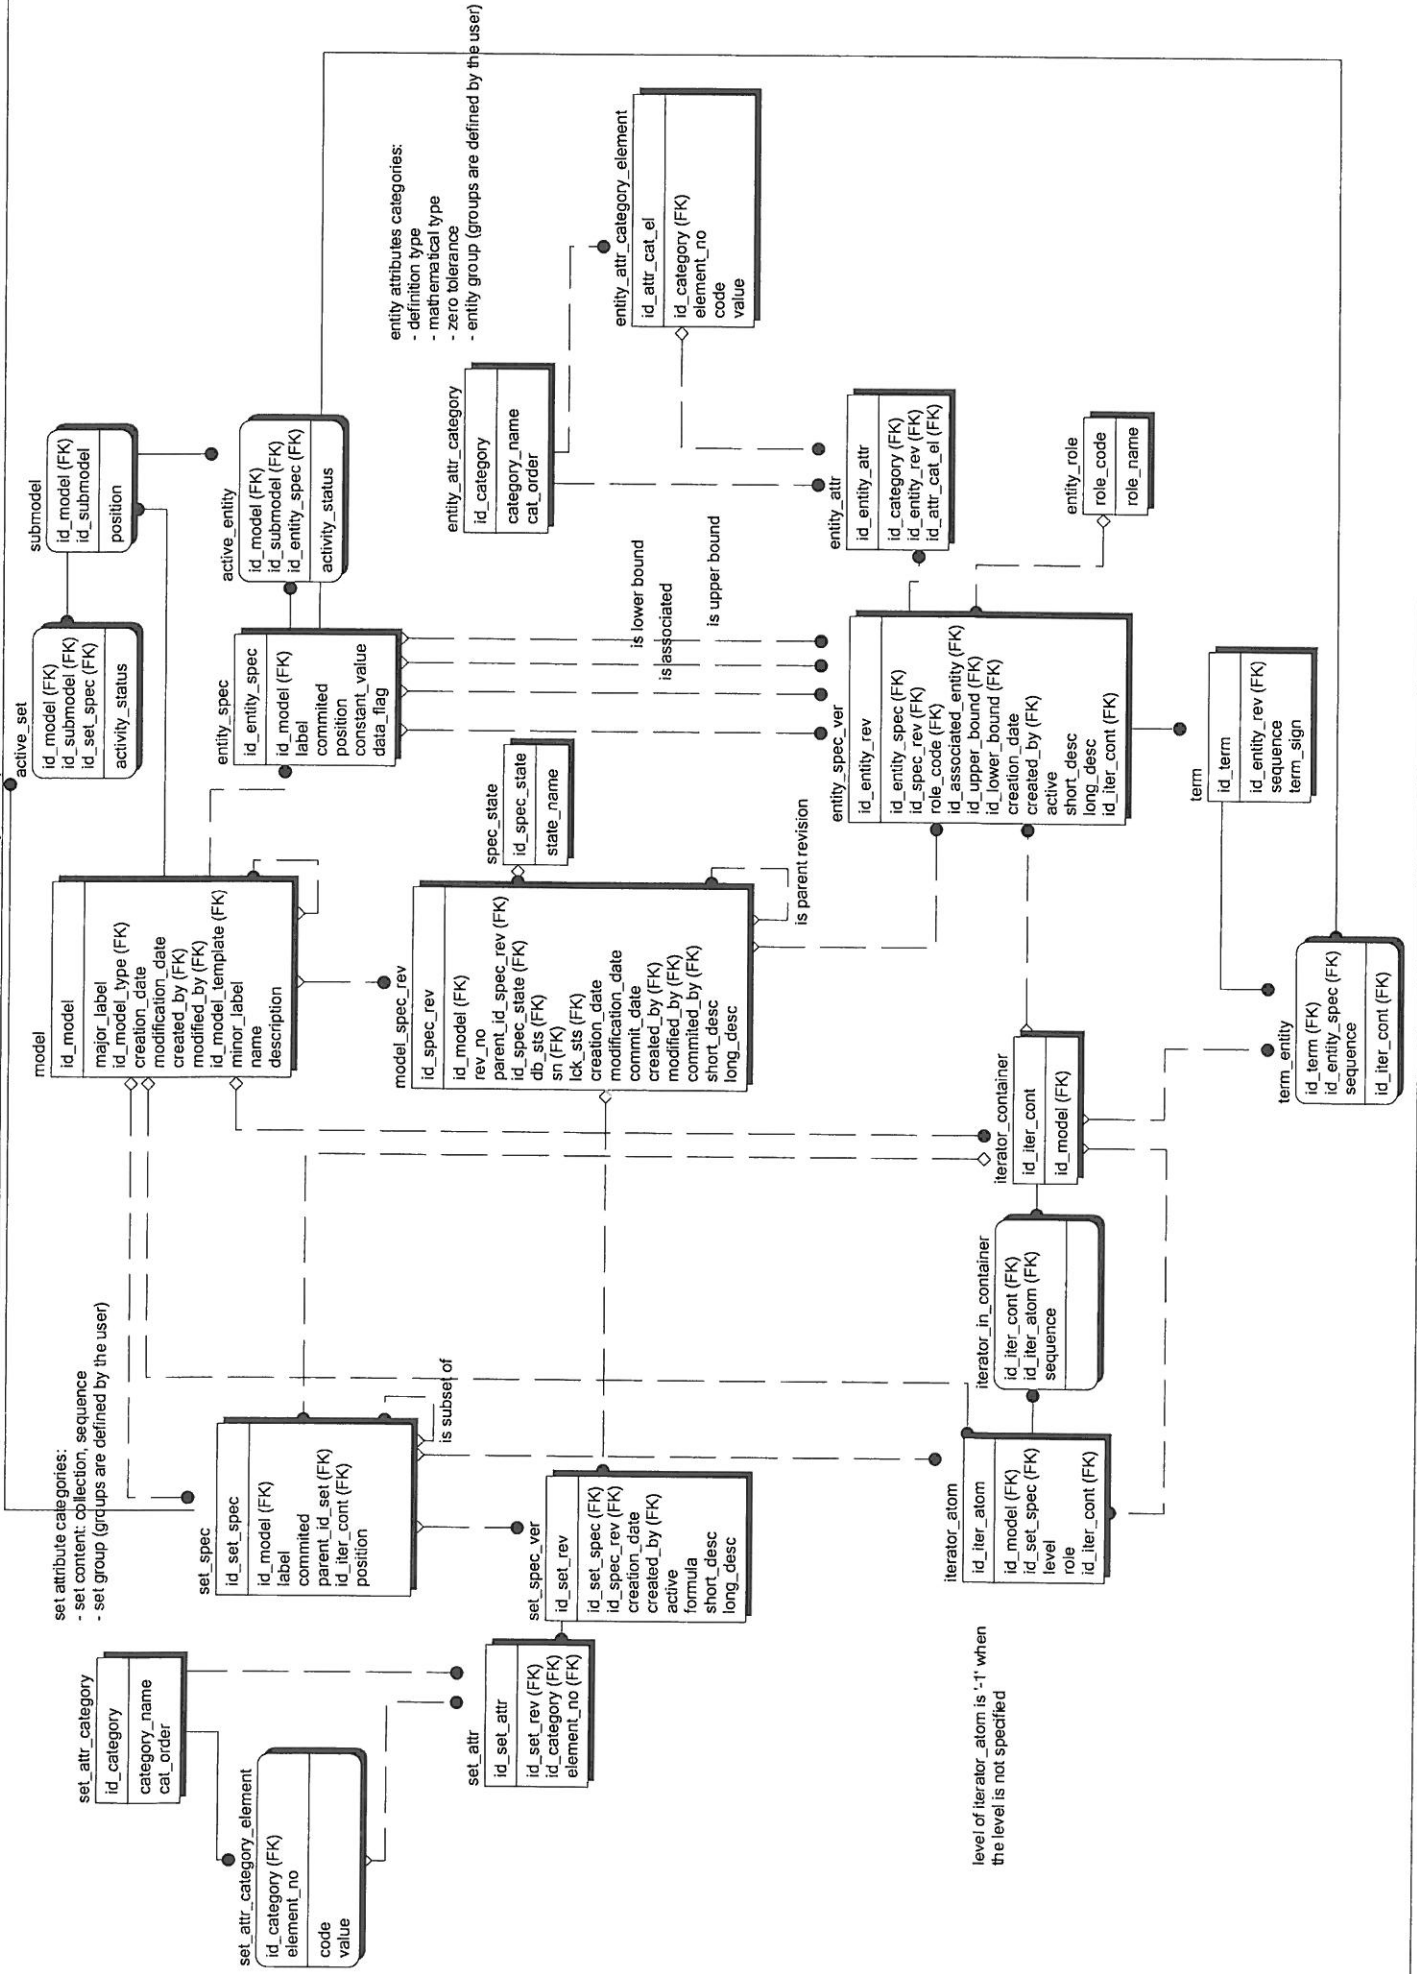 set attribute categories:
- set content: collection, sequence
- set group (groups are defined by the user)
set_attr_category
id_category
category_name
cat_order
set_attr_category_element
id_category (FK)
element_no
code
value
set_spec
id_set_spec
id_model (FK)
label
commited
parent_id_set (FK)
id_iter_cont (FK)
position
is subset of
set_attr
id_set_attr
id_set_rev (FK)
id_category (FK)
element_no (FK)
set_spec_ver
id_set_rev
id_set_spec (FK)
id_spec_rev (FK)
creation_date
created_by (FK)
active
formula
short_desc
long_desc
level of iterator_atom is '-1' when
the level is not specified
iterator_atom
id_iter_atom
id_model (FK)
id_set_spec (FK)
level
role
id_iter_cont (FK)
iterator_in_container
id_iter_cont (FK)
id_iter_atom (FK)
sequence
iterator_container
id_iter_cont
id_model (FK)
model
id_model
major_label
id_model_type (FK)
creation_date
modification_date
created_by (FK)
modified_by (FK)
id_model_template (FK)
minor_label
name
description
model_spec_rev
id_spec_rev
id_model (FK)
rev_no
parent_id_spec_rev (FK)
id_spec_state (FK)
db_sts (FK)
sn (FK)
lck_sts (FK)
creation_date
modification_date
commit_date
created_by (FK)
modified_by (FK)
commited_by (FK)
short_desc
long_desc
is parent revision
spec_state
id_spec_state
state_name
active_set
id_model (FK)
id_submodel (FK)
id_set_spec (FK)
activity_status
submodel
id_model (FK)
id_submodel
position
entity_spec
id_entity_spec
id_model (FK)
label
commited
position
constant_value
data_flag
active_entity
id_model (FK)
id_submodel (FK)
id_entity_spec (FK)
activity_status
is lower bound
is associated
is upper bound
entity attributes categories:
- definition type
- mathematical type
- zero tolerance
- entity group (groups are defined by the user)
entity_attr_category
id_category
category_name
cat_order
entity_attr_category_element
id_attr_cat_el
id_category (FK)
element_no
code
value
entity_spec_ver
id_entity_rev
id_entity_spec (FK)
id_spec_rev (FK)
role_code (FK)
id_associated_entity (FK)
id_upper_bound (FK)
id_lower_bound (FK)
creation_date
created_by (FK)
active
short_desc
long_desc
id_iter_cont (FK)
entity_attr
id_entity_attr
id_category (FK)
id_entity_rev (FK)
id_attr_cat_el (FK)
entity_role
role_code
role_name
term
id_term
id_entity_rev (FK)
sequence
term_sign
term_entity
id_term (FK)
id_entity_spec (FK)
sequence
id_iter_cont (FK)